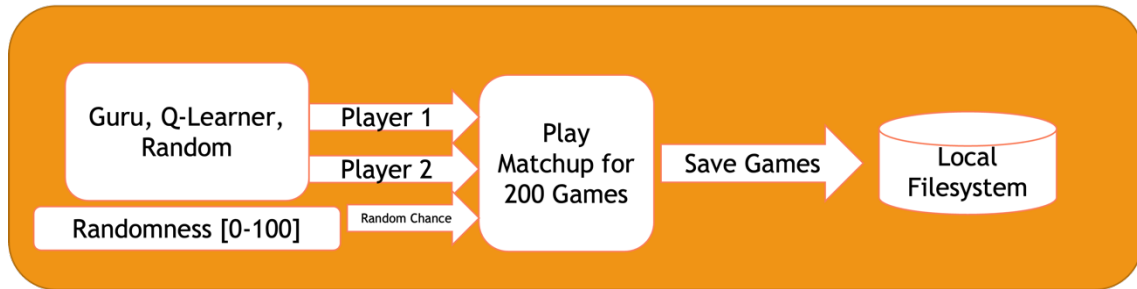 Guru, Q-Learner,
Random
Player 1
Player 2
Randomness [0-100]
Random Chance
Play
Matchup for
200 Games
Save Games
Local
Filesystem